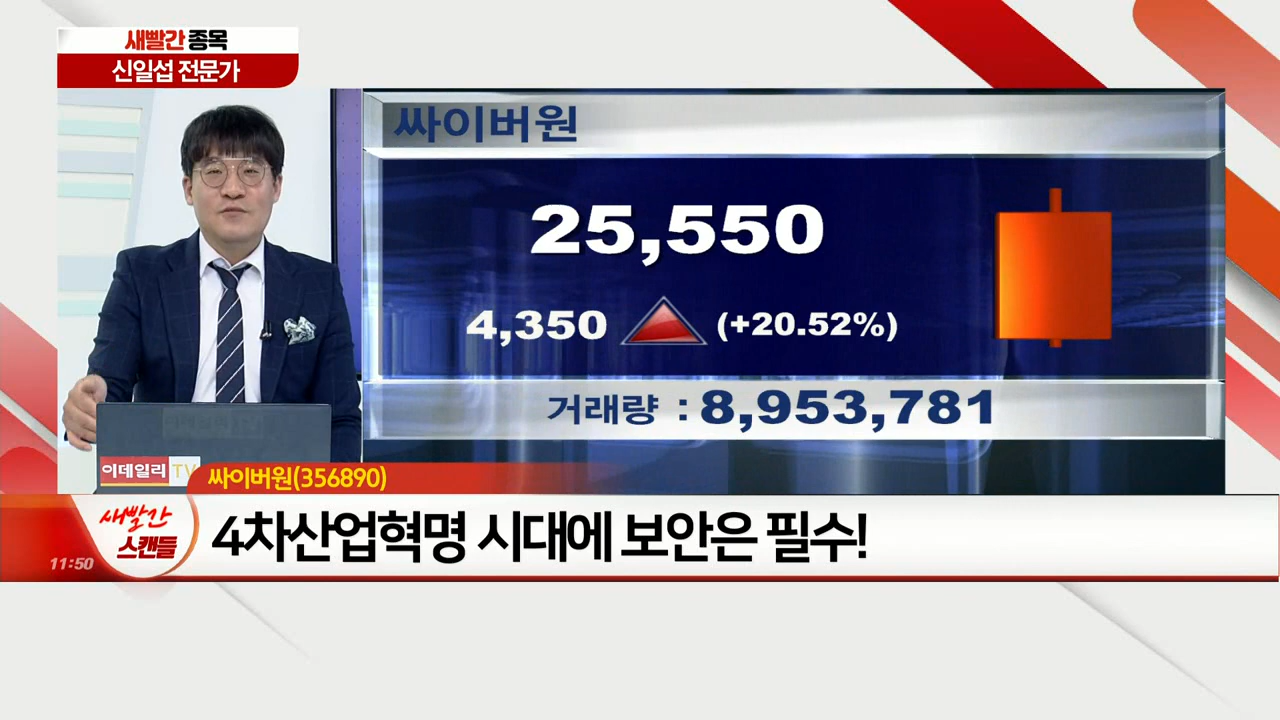 새빨간 종목
신일섭 전문가
싸이버원
25,550
4,350 ▲ (+20.52%)
거래량 : 8,953,781
이데일리 TV
싸이버원(356890)
새빨간 스캔들
11:50
4차산업혁명 시대에 보안은 필수!